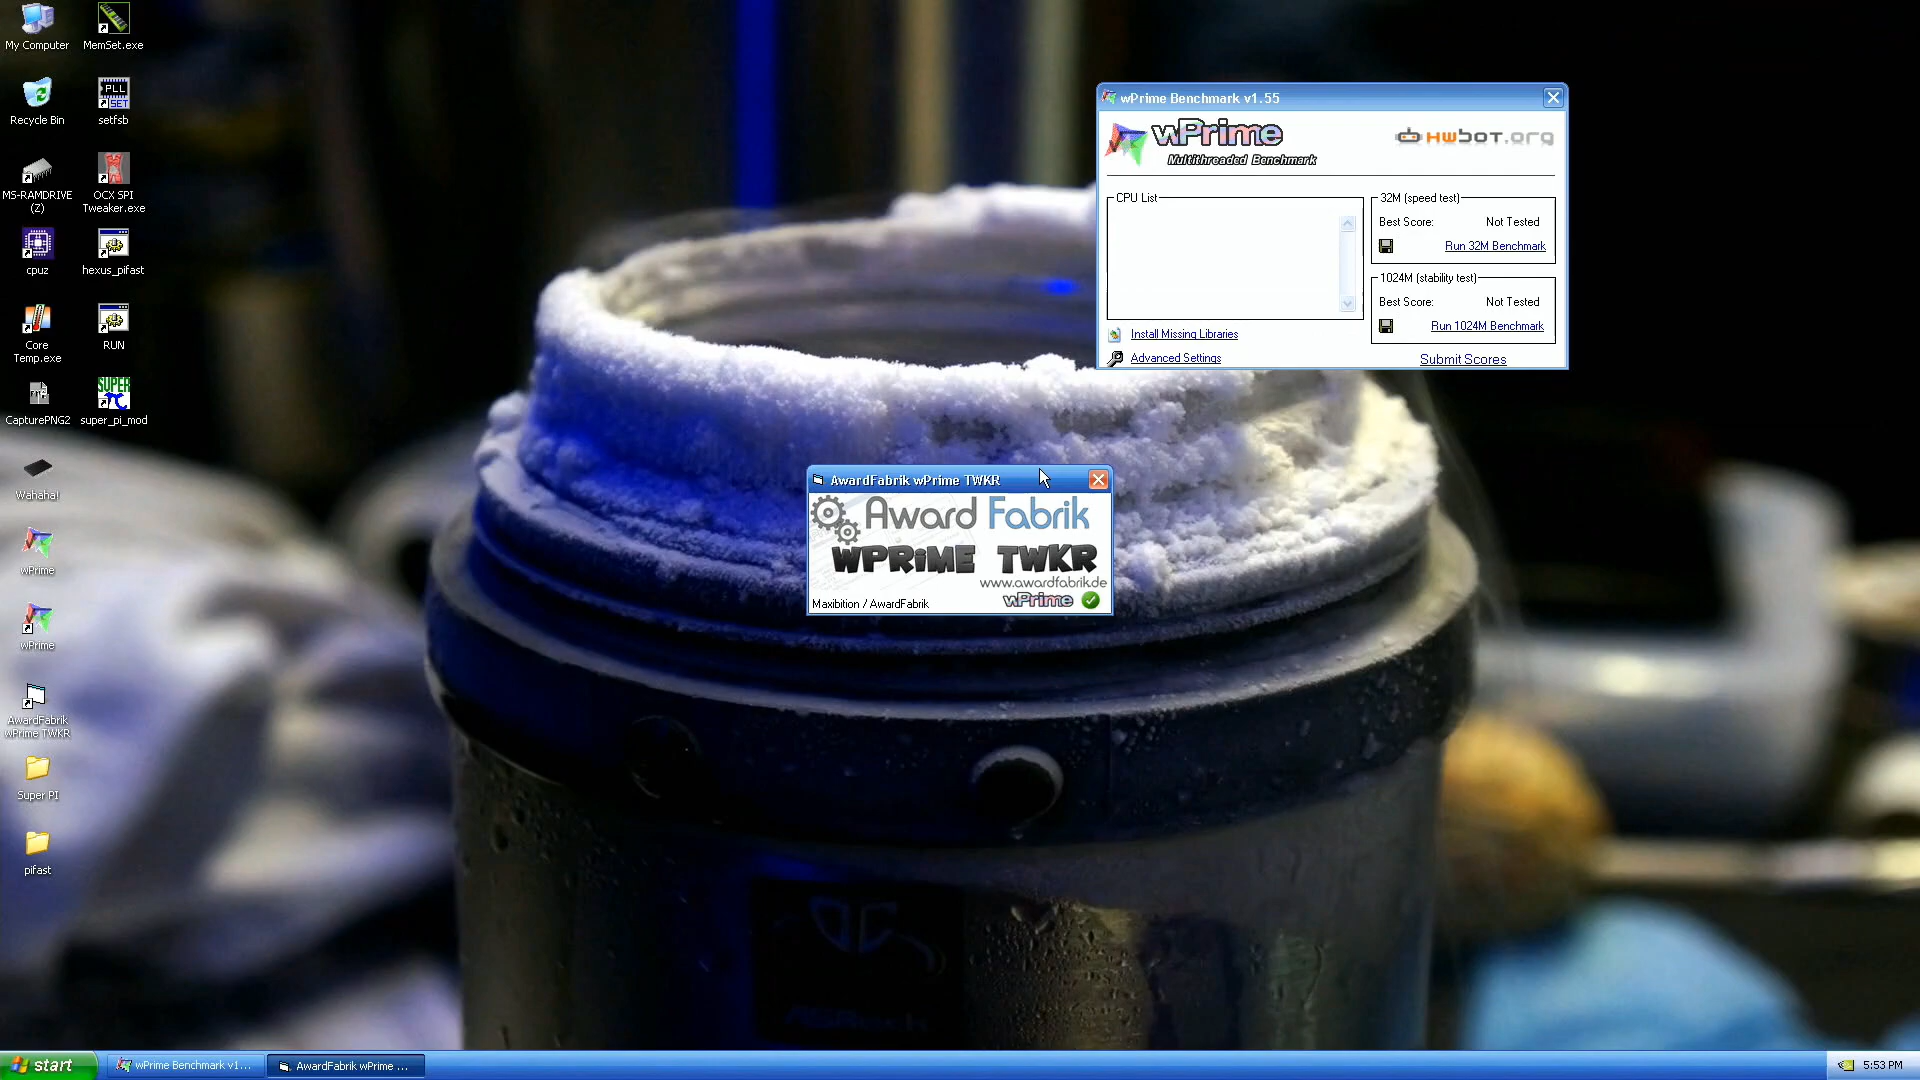 My Computer
MemSet.exe
Recycle Bin
PLL
SET
setfsb
MS-RAMDRIVE
(Z)
OCX SPI
Tweaker.exe
cpuz
hexus_pifast
Core
Temp.exe
RUN
CapturePNG2
SUPER
π
super_pi_mod
Wahaha!
wPrime
wPrime
AwardFabrik
wPrime TWKR
Super PI
pifast
wPrime Benchmark v1.55
wPrime
Multithreaded Benchmark
HWBOT.ORG
CPU List
32M (speed test)
Best Score: Not Tested
Run 32M Benchmark
1024M (stability test)
Best Score: Not Tested
Run 1024M Benchmark
Install Missing Libraries
Advanced Settings
Submit Scores
AwardFabrik wPrime TWKR
Award Fabrik
WPRiME TWKR
www.awardfabrik.de
Maxibition / AwardFabrik
wPrime
start
wPrime Benchmark v1...
AwardFabrik wPrime ...
5:53 PM